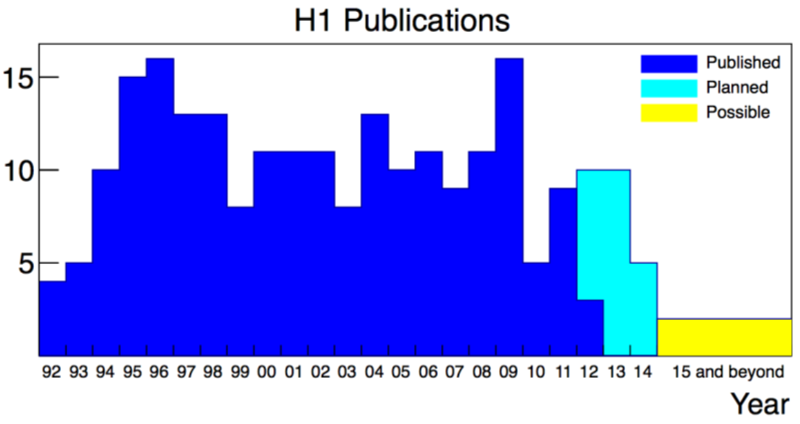 H1 Publications
15
10
5
Published
Planned
Possible
92 93 94 95 96 97 98 99 00 01 02 03 04 05 06 07 08 09 10 11 12 13 14 15 and beyond
Year